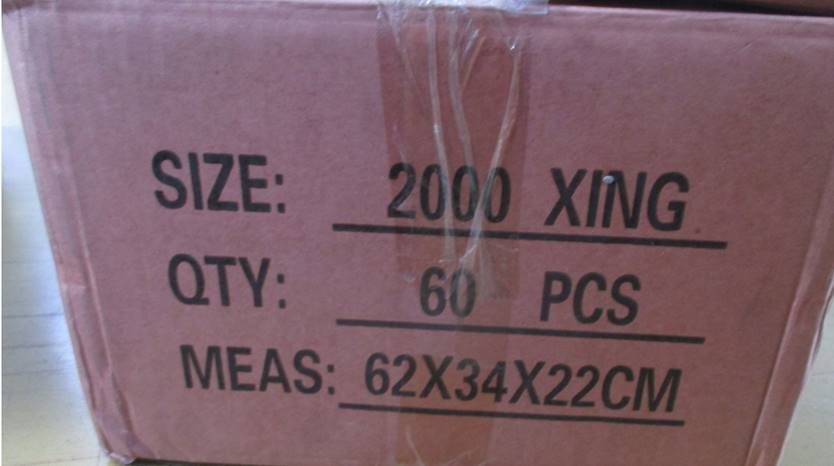 SIZE: 2000 XING
QTY: 60 PCS
MEAS: 62X34X22CM